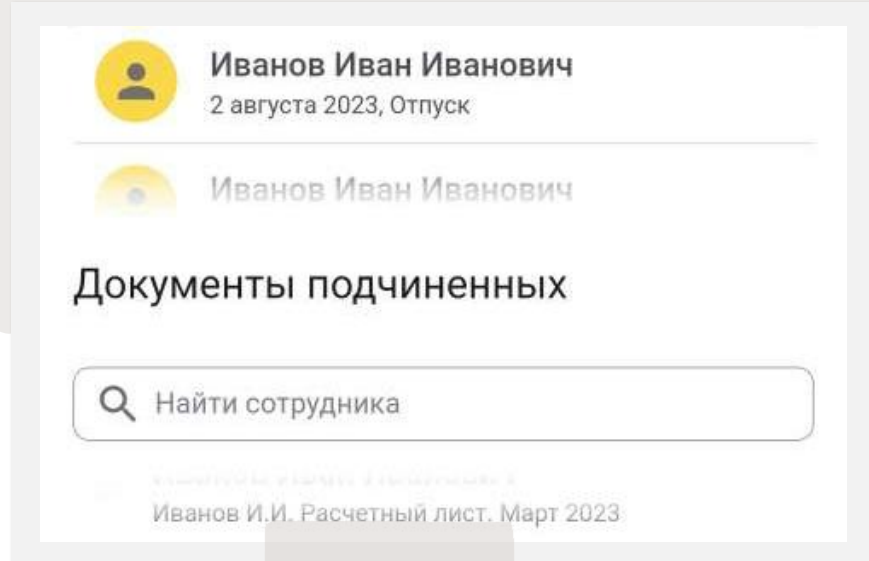 Иванов Иван Иванович
2 августа 2023, Отпуск
Иванов Иван Иванович
Документы подчиненных
Найти сотрудника
Иванов И.И. Расчетный лист. Март 2023